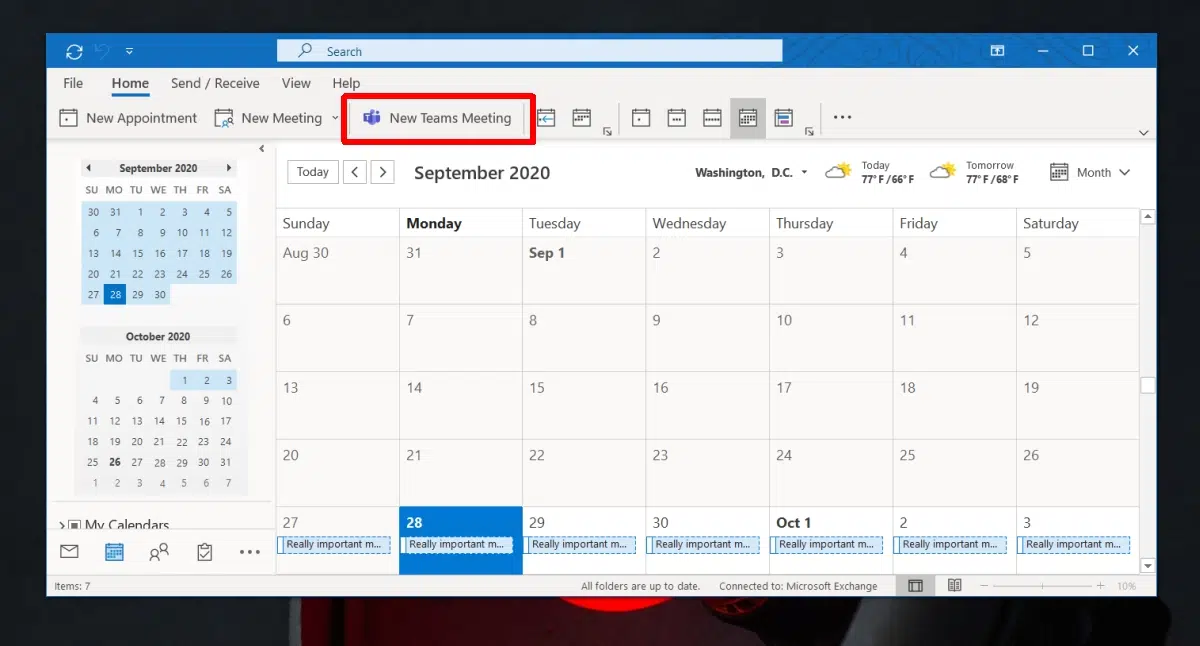 Search
File Home Send / Receive View Help
New Appointment New Meeting New Teams Meeting
September 2020
SU MO TU WE TH FR SA
30 31 1 2 3 4 5
6 7 8 9 10 11 12
13 14 15 16 17 18 19
20 21 22 23 24 25 26
27 28 29 30
October 2020
SU MO TU WE TH FR SA
1 2 3
4 5 6 7 8 9 10
11 12 13 14 15 16 17
18 19 20 21 22 23 24
25 26 27 28 29 30 31
1 2 3 4 5 6 7
My Calendars
Today September 2020 Washington, D.C. Today 77°F/66°F Tomorrow 77°F/68°F Month
Sunday Monday Tuesday Wednesday Thursday Friday Saturday
Aug 30 31 Sep 1 2 3 4 5
6 7 8 9 10 11 12
13 14 15 16 17 18 19
20 21 22 23 24 25 26
27 28 29 30 Oct 1 2 3
Really important m... Really important m... Really important m... Really important m... Really important m... Really important m... Really important m...
Items: 7 All folders are up to date. Connected to: Microsoft Exchange 10%